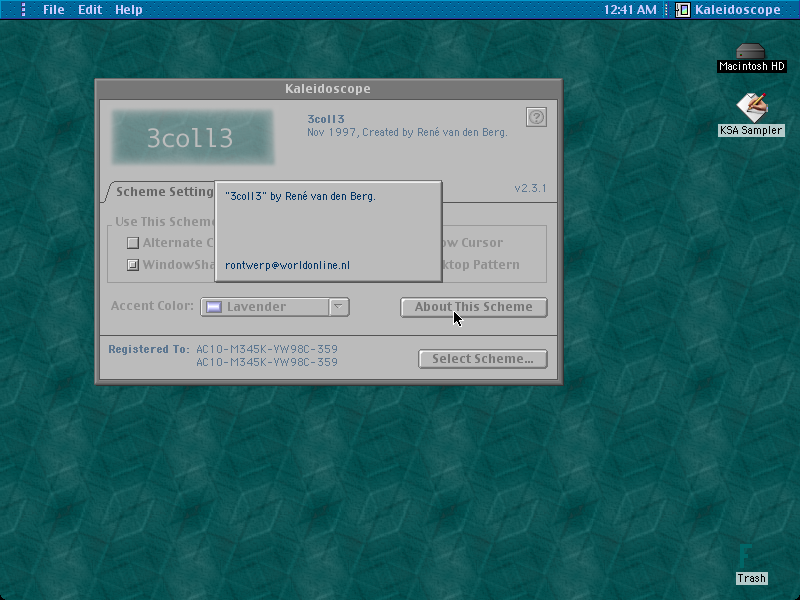 File Edit Help 12:41 AM Kaleidoscope
Macintosh HD
KSA Sampler
Kaleidoscope
3coll3
3coll3
Nov 1997, Created by René van den Berg.
?
Scheme Setting
v2.3.1
"3coll3" by René van den Berg.
rontwerp@worldonline.nl
Use This Scheme
Alternate C
ow Cursor
WindowSha
ktop Pattern
Accent Color: Lavender
About This Scheme
Registered To: AC10-M345K-VW98C-359
AC10-M345K-VW98C-359
Select Scheme...
Trash